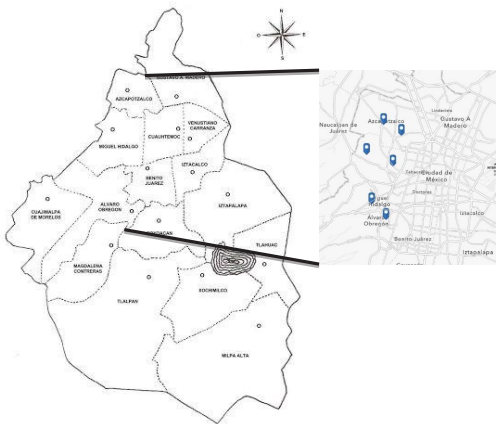 N
O
E
S
GUSTAVO A. MADERO
AZCAPOTZALCO
VENUSTIANO
CARRANZA
CUAUHTEMOC
MIGUEL HIDALGO
IZTACALCO
BENITO
JUAREZ
CUAJIMALPA
DE MORELOS
ALVARO
OBREGON
IZTAPALAPA
TLAHUAC
MAGDALENA
CONTRERAS
TLALPAN
XOCHIMILCO
MILPA ALTA
Naucalpan de
Juárez
Gustavo A
Madero
Ciudad de
México
Hidalgo
Álvaro
Obregón
Iztacalco
Benito Juárez
Iztapalapa